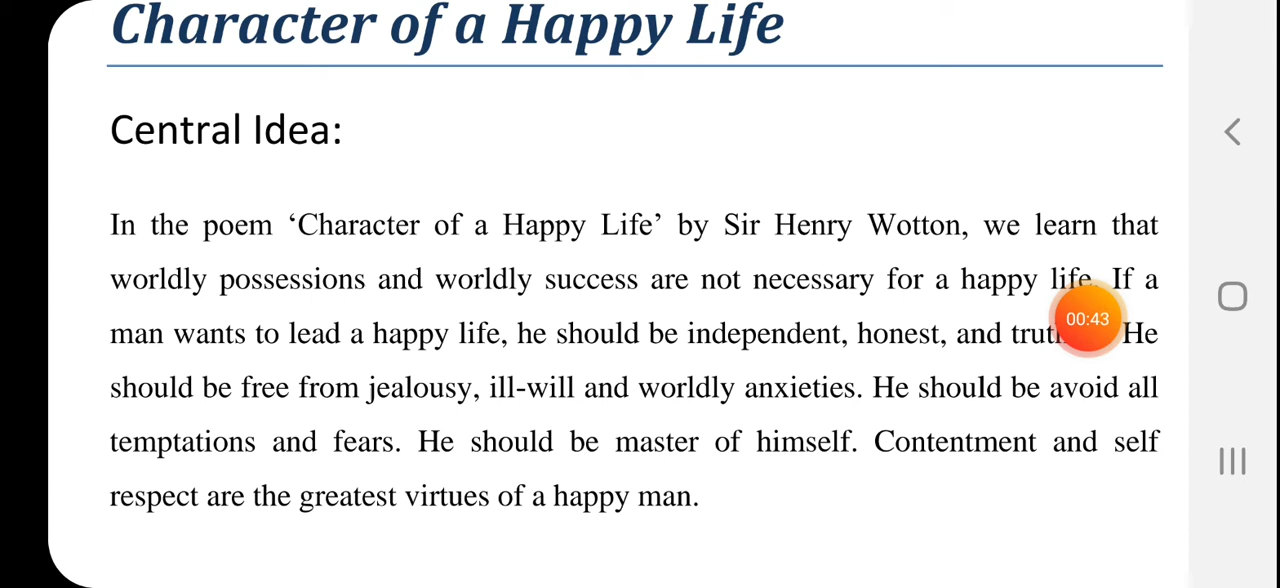 Character of a Happy Life
Central Idea:
In the poem ‘Character of a Happy Life’ by Sir Henry Wotton, we learn that
worldly possessions and worldly success are not necessary for a happy life. If a
man wants to lead a happy life, he should be independent, honest, and He
00:43
should be free from jealousy, ill-will and worldly anxieties. He should be avoid all
temptations and fears. He should be master of himself. Contentment and self
respect are the greatest virtues of a happy man.